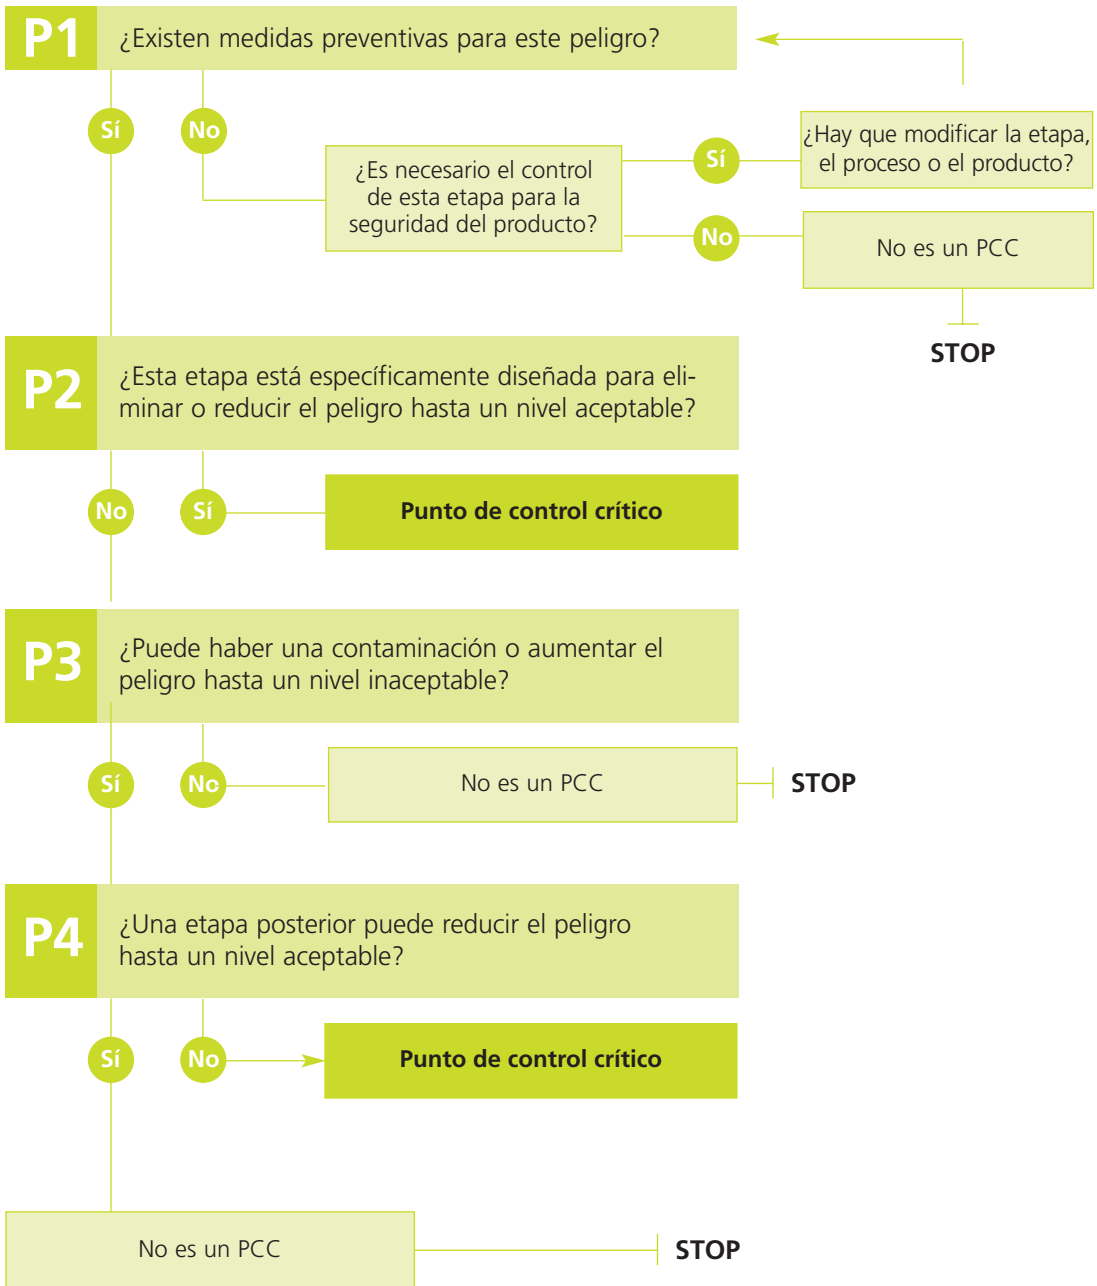 P1
¿Existen medidas preventivas para este peligro?
Sí
No
¿Es necesario el control
de esta etapa para la
seguridad del producto?
Sí
¿Hay que modificar la etapa,
el proceso o el producto?
No
No es un PCC
STOP
P2
¿Esta etapa está específicamente diseñada para eli-
minar o reducir el peligro hasta un nivel aceptable?
No
Sí
Punto de control crítico
P3
¿Puede haber una contaminación o aumentar el
peligro hasta un nivel inaceptable?
Sí
No
No es un PCC
STOP
P4
¿Una etapa posterior puede reducir el peligro
hasta un nivel aceptable?
Sí
No
Punto de control crítico
No es un PCC
STOP